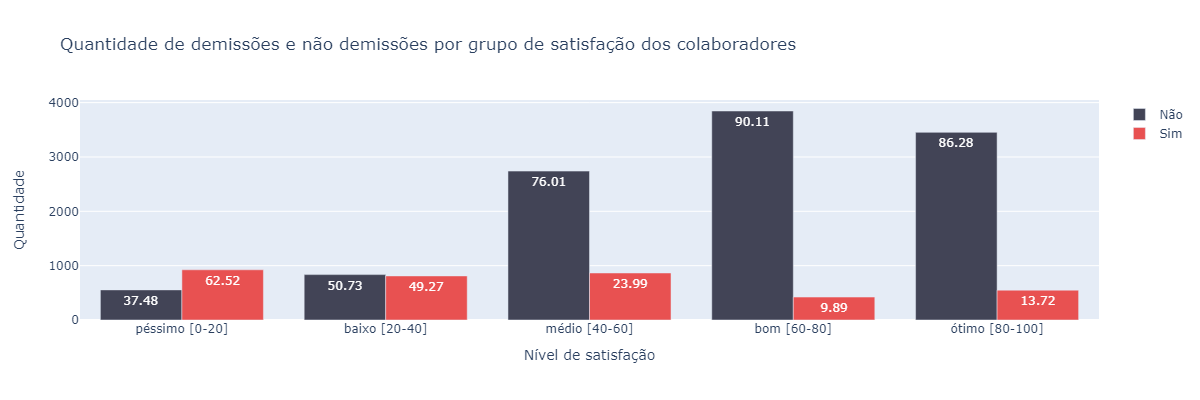 Quantidade de demissões e não demissões por grupo de satisfação dos colaboradores
Não
Sim
Quantidade
4000
3000
2000
1000
0
37.48
62.52
50.73
49.27
76.01
23.99
90.11
9.89
86.28
13.72
péssimo [0-20]
baixo [20-40]
médio [40-60]
bom [60-80]
ótimo [80-100]
Nível de satisfação